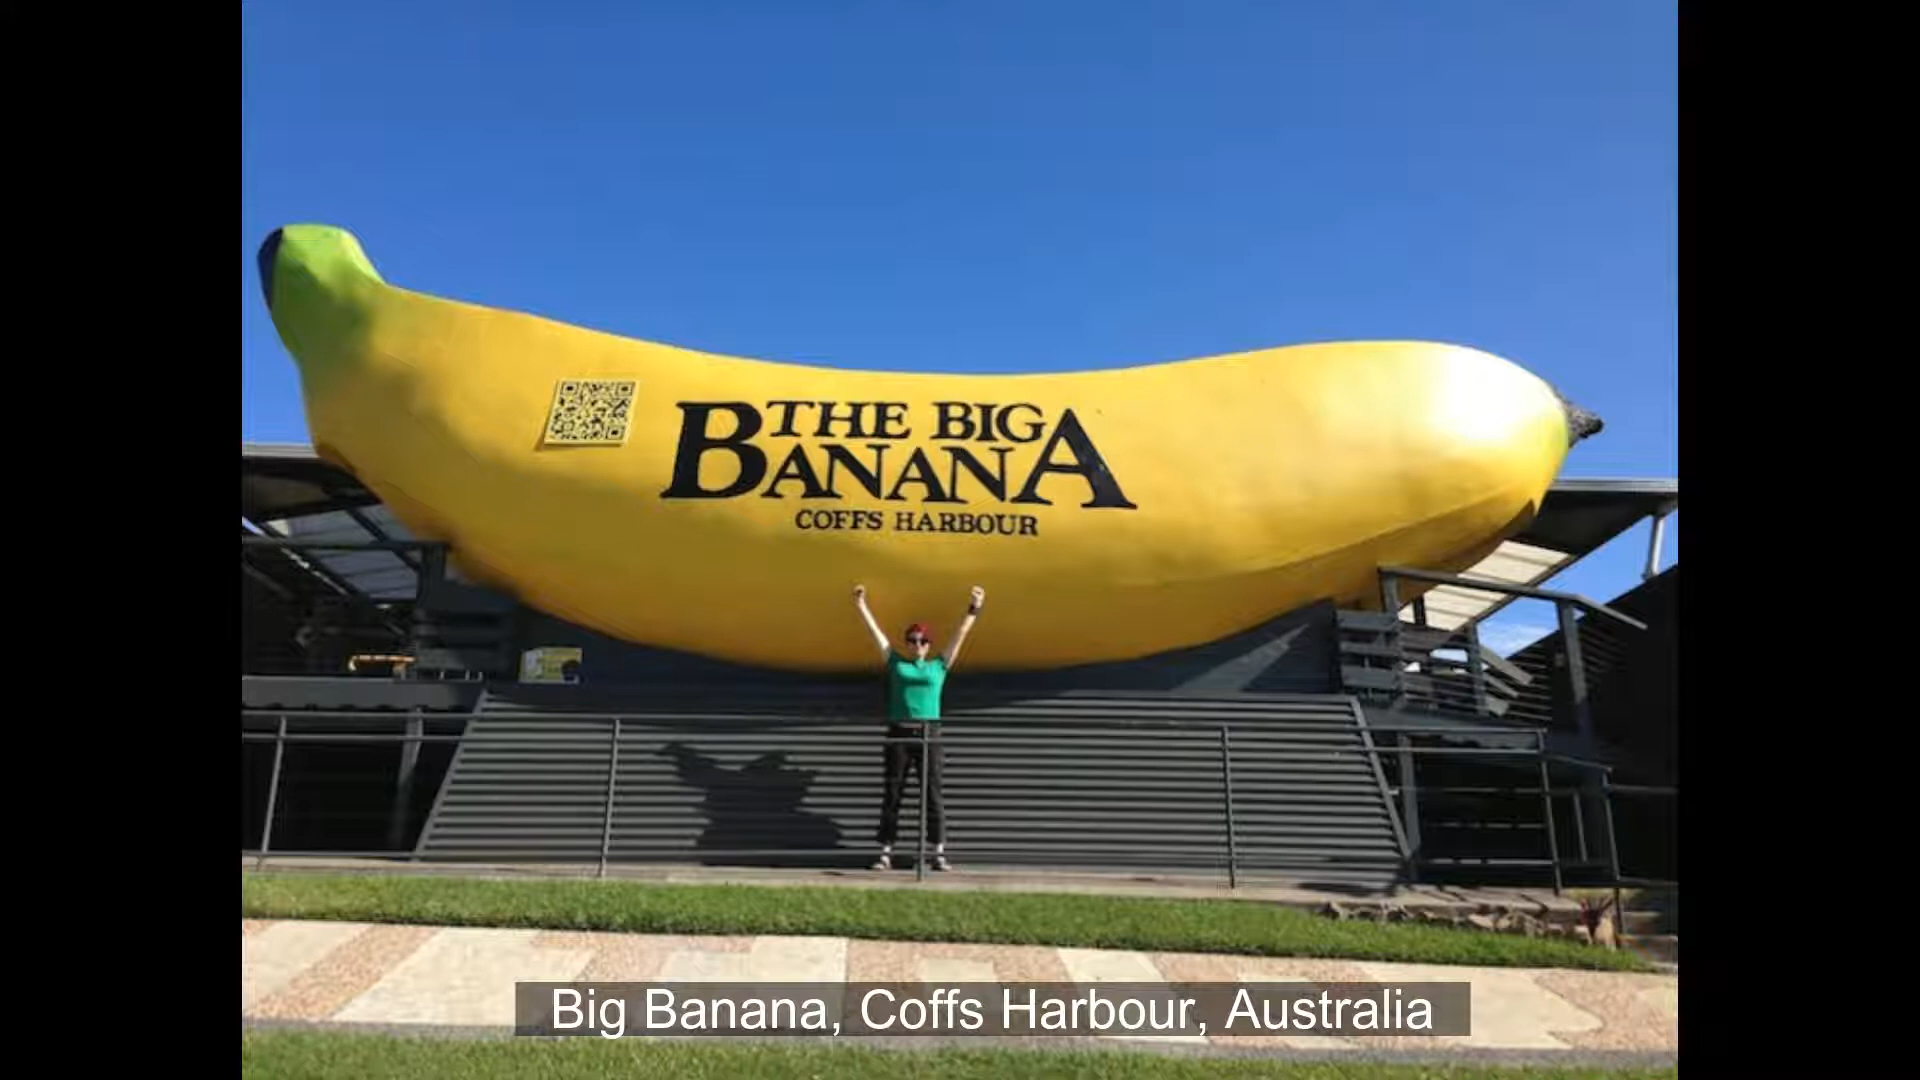 THE BIG
BANANA
COFFS HARBOUR
Big Banana, Coffs Harbour, Australia